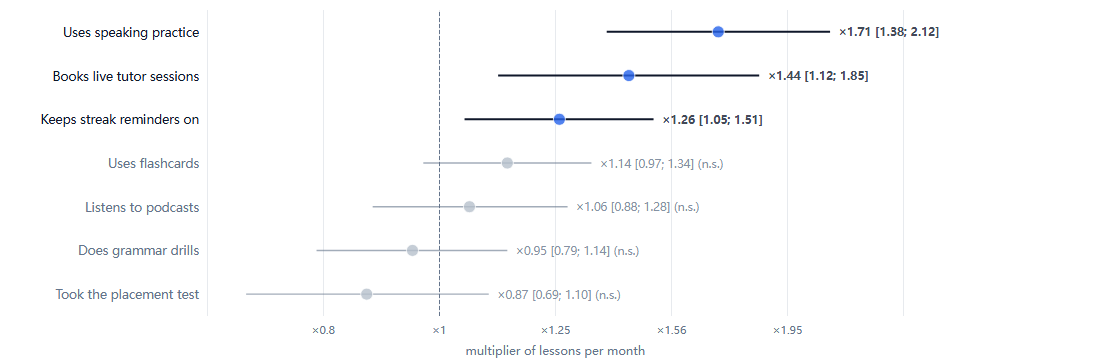 Uses speaking practice ×1.71 [1.38; 2.12]
Books live tutor sessions ×1.44 [1.12; 1.85]
Keeps streak reminders on ×1.26 [1.05; 1.51]
Uses flashcards ×1.14 [0.97; 1.34] (n.s.)
Listens to podcasts ×1.06 [0.88; 1.28] (n.s.)
Does grammar drills ×0.95 [0.79; 1.14] (n.s.)
Took the placement test ×0.87 [0.69; 1.10] (n.s.)
×0.8 ×1 ×1.25 ×1.56 ×1.95
multiplier of lessons per month